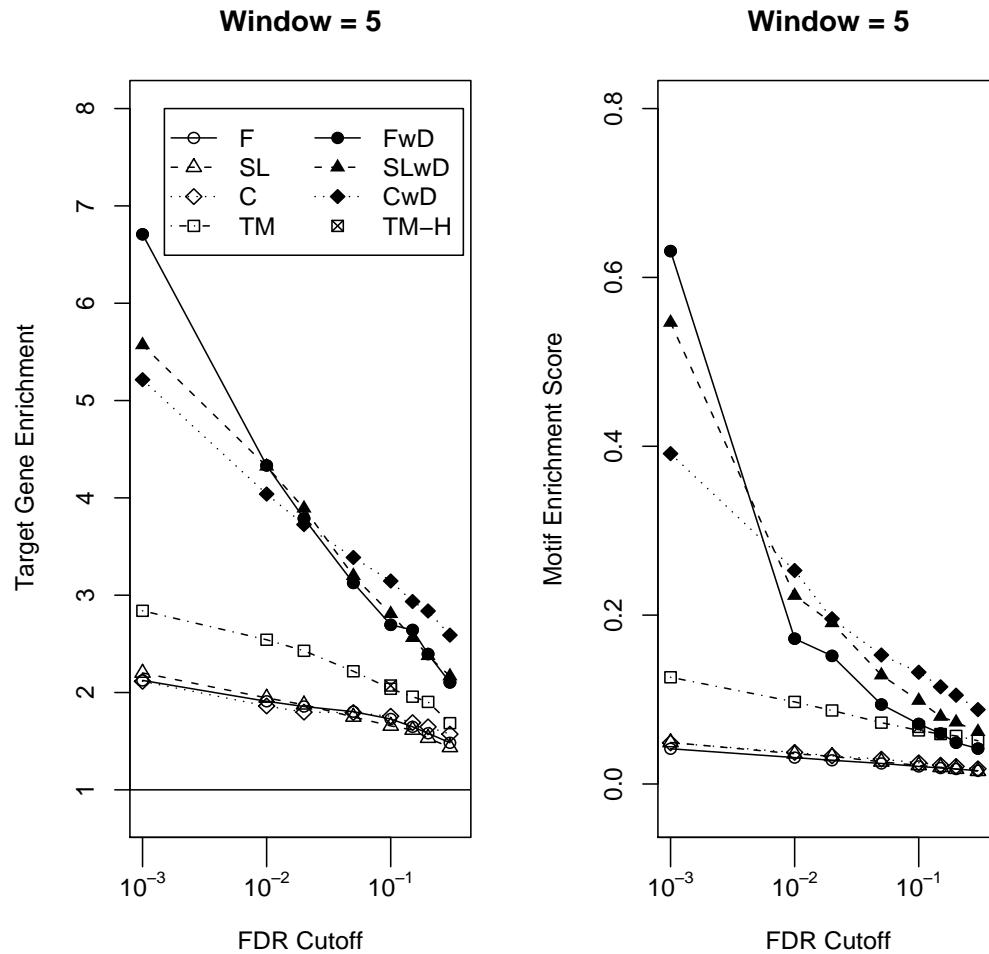 Window = 5
Target Gene Enrichment
8
7
6
5
4
3
2
1
F
FwD
SL
SLwD
C
CwD
TM
TM−H
10−3
10−2
10−1
FDR Cutoff
Window = 5
Motif Enrichment Score
0.8
0.6
0.4
0.2
0.0
10−3
10−2
10−1
FDR Cutoff